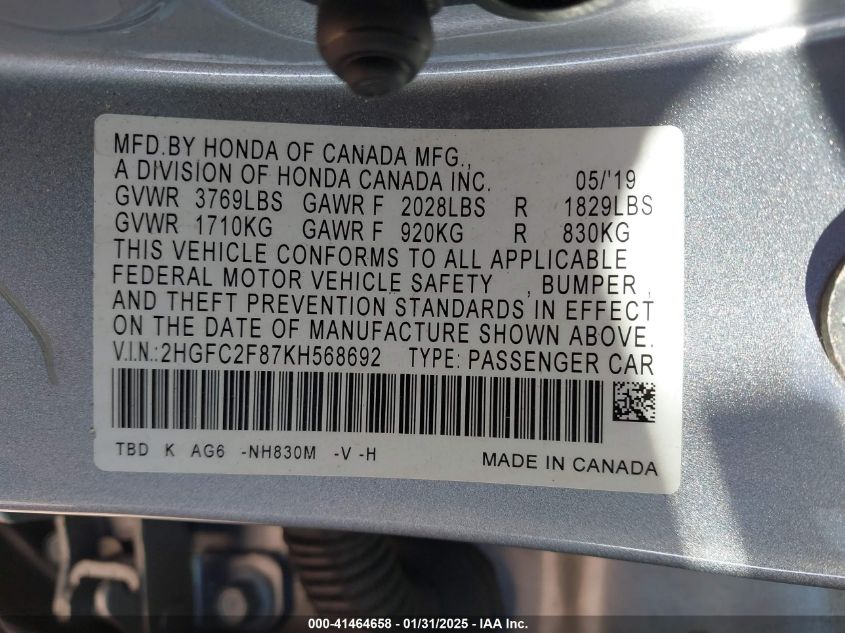 MFD.BY HONDA OF CANADA MFG.,
A DIVISION OF HONDA CANADA INC. 05/'19
GVWR 3769LBS GAWR F 2028LBS R 1829LBS
GVWR 1710KG GAWR F 920KG R 830KG
THIS VEHICLE CONFORMS TO ALL APPLICABLE
FEDERAL MOTOR VEHICLE SAFETY , BUMPER ,
AND THEFT PREVENTION STANDARDS IN EFFECT
ON THE DATE OF MANUFACTURE SHOWN ABOVE.
V.I.N.:2HGFC2F87KH568692 TYPE: PASSENGER CAR
TBD K AG6 -NH830M -V -H
MADE IN CANADA
000-41464658 - 01/31/2025 - IAA Inc.